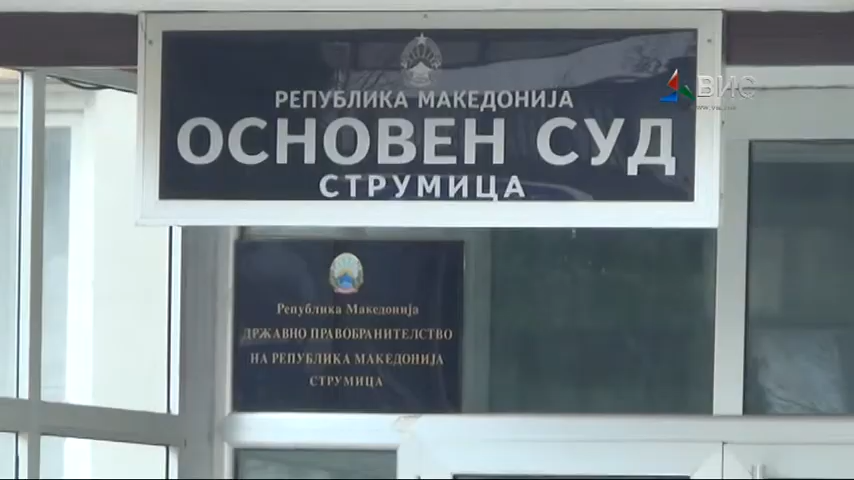 РЕПУБЛИКА МАКЕДОНИЈА
ОСНОВЕН СУД
СТРУМИЦА
ВИС
Република Македонија
ДРЖАВНО ПРАВОБРАНИТЕЛСТВО
НА РЕПУБЛИКА МАКЕДОНИЈА
СТРУМИЦА